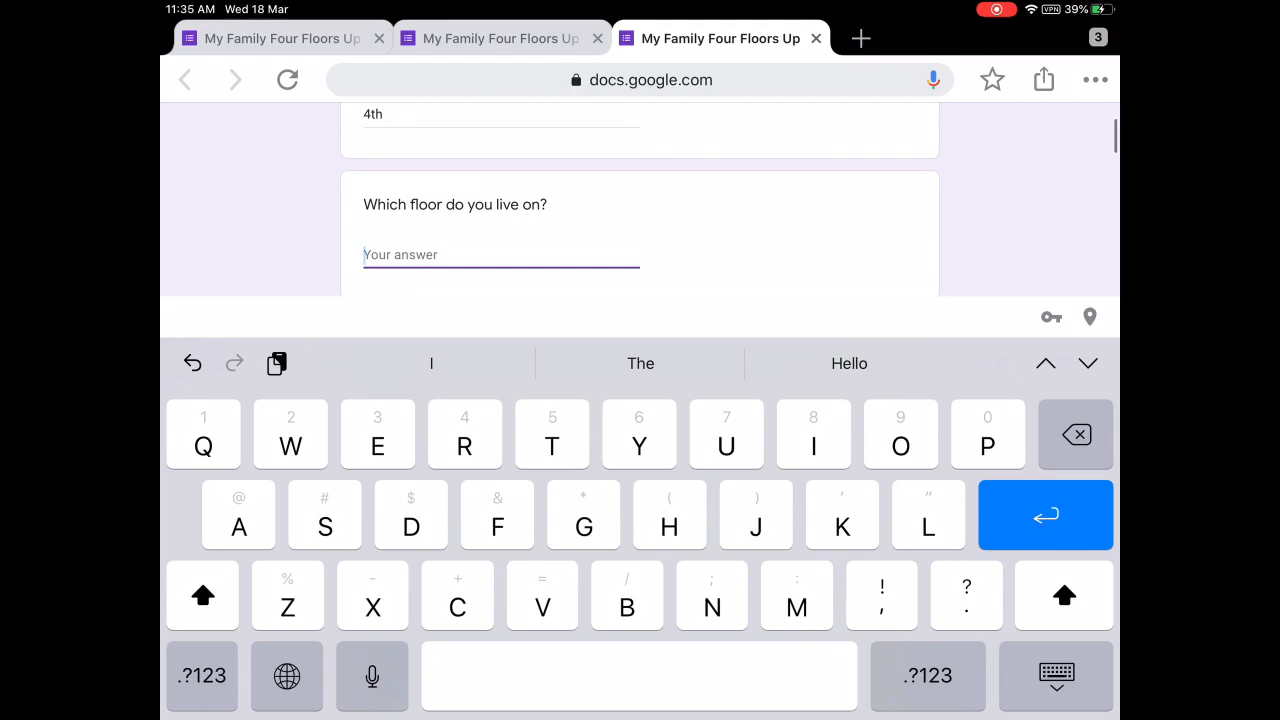 11:35 AM Wed 18 Mar VPN 39%
My Family Four Floors Up My Family Four Floors Up My Family Four Floors Up 3
docs.google.com
4th
Which floor do you live on?
Your answer
I The Hello
1 2 3 4 5 6 7 8 9 0
Q W E R T Y U I O P
@ # $ & * ( ) ' "
A S D F G H J K L
% - + = / ; : ! ?
Z X C V B N M , .
.?123 .?123